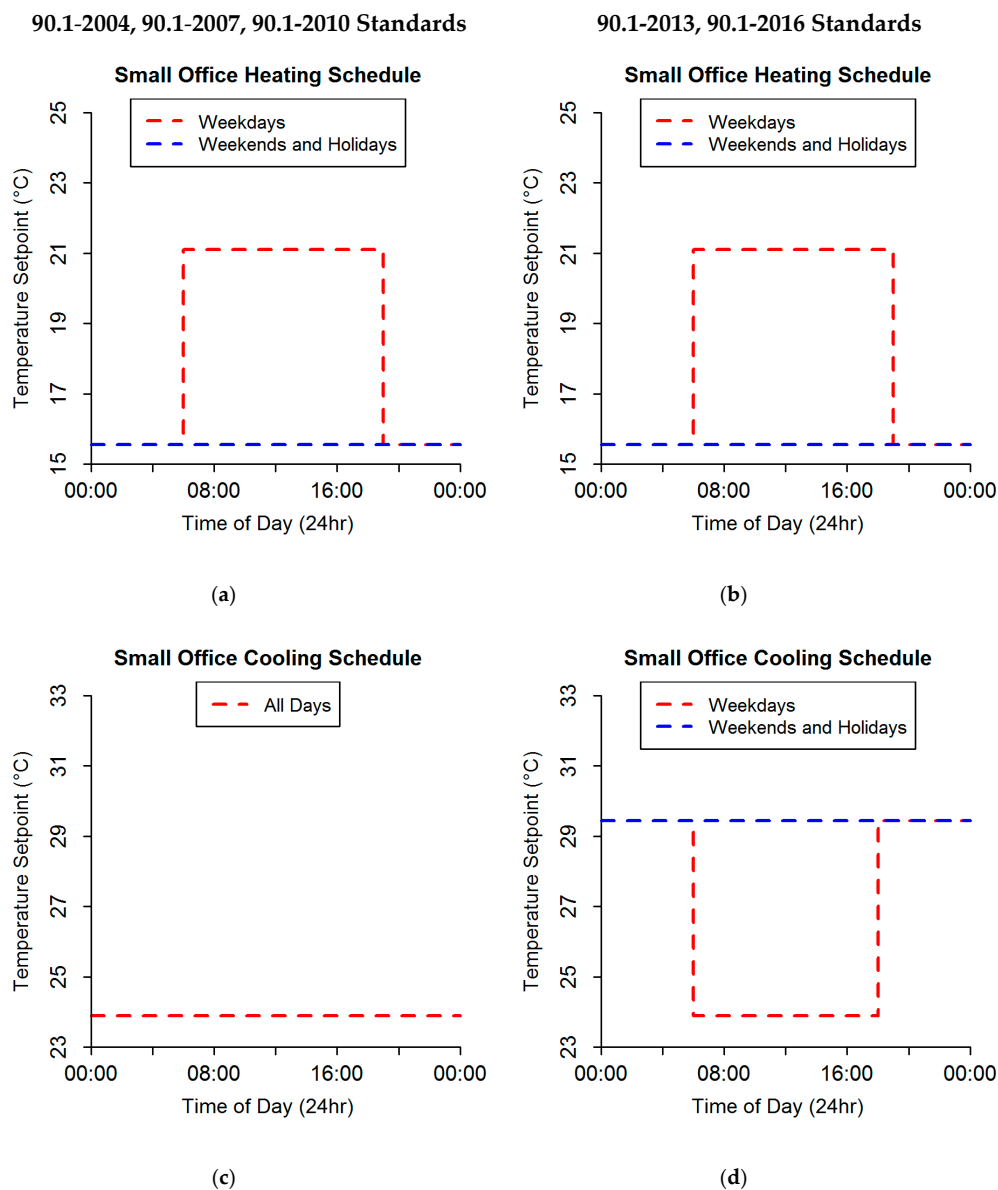 90.1-2004, 90.1-2007, 90.1-2010 Standards
90.1-2013, 90.1-2016 Standards
Small Office Heating Schedule
Weekdays
Weekends and Holidays
Temperature Setpoint (°C)
25
23
21
19
17
15
00:00 08:00 16:00 00:00
Time of Day (24hr)
(a)
Small Office Heating Schedule
Weekdays
Weekends and Holidays
Temperature Setpoint (°C)
25
23
21
19
17
15
00:00 08:00 16:00 00:00
Time of Day (24hr)
(b)
Small Office Cooling Schedule
All Days
Temperature Setpoint (°C)
33
31
29
27
25
23
00:00 08:00 16:00 00:00
Time of Day (24hr)
(c)
Small Office Cooling Schedule
Weekdays
Weekends and Holidays
Temperature Setpoint (°C)
33
31
29
27
25
23
00:00 08:00 16:00 00:00
Time of Day (24hr)
(d)